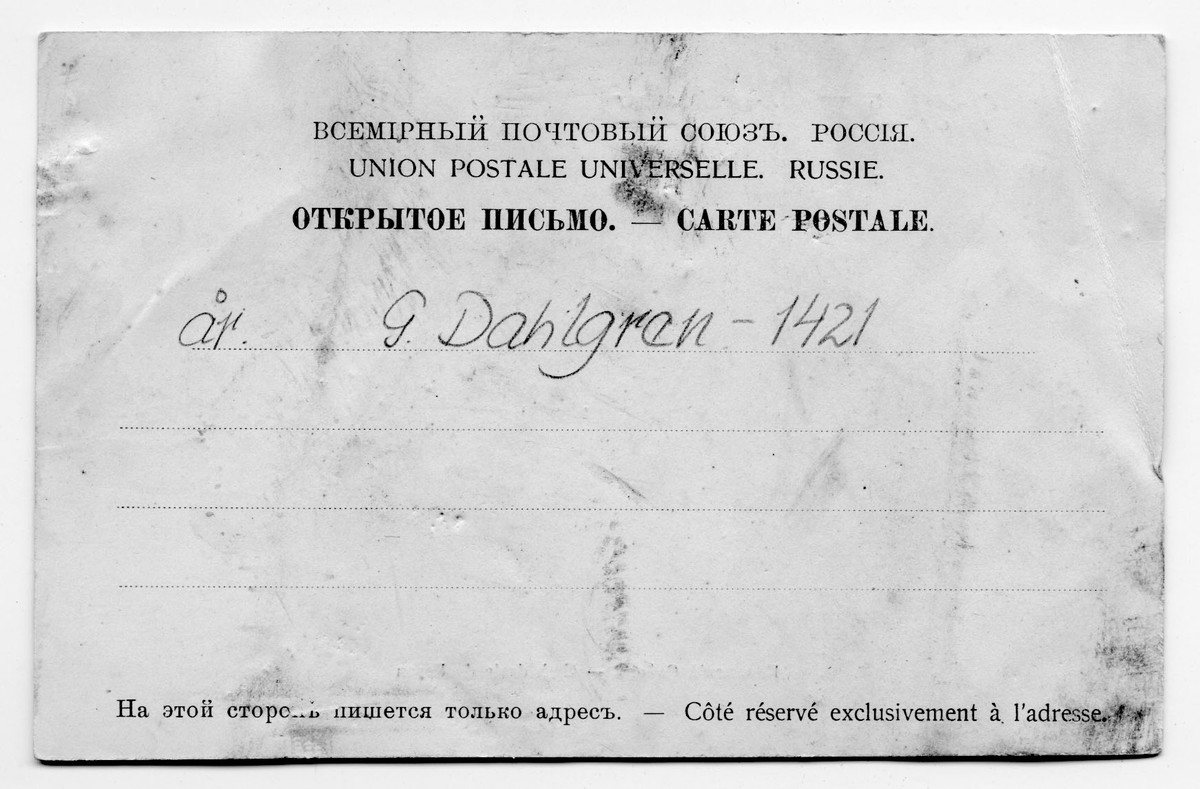 ВСЕМІРНЫЙ ПОЧТОВЫЙ СОЮЗЪ. РОССІЯ.
UNION POSTALE UNIVERSELLE. RUSSIE.
ОТКРЫТОЕ ПИСЬМО. — CARTE POSTALE.
år. G. Dahlgren - 1421
На этой пишется только адресъ. — Côté réservé exclusivement à l'adresse.